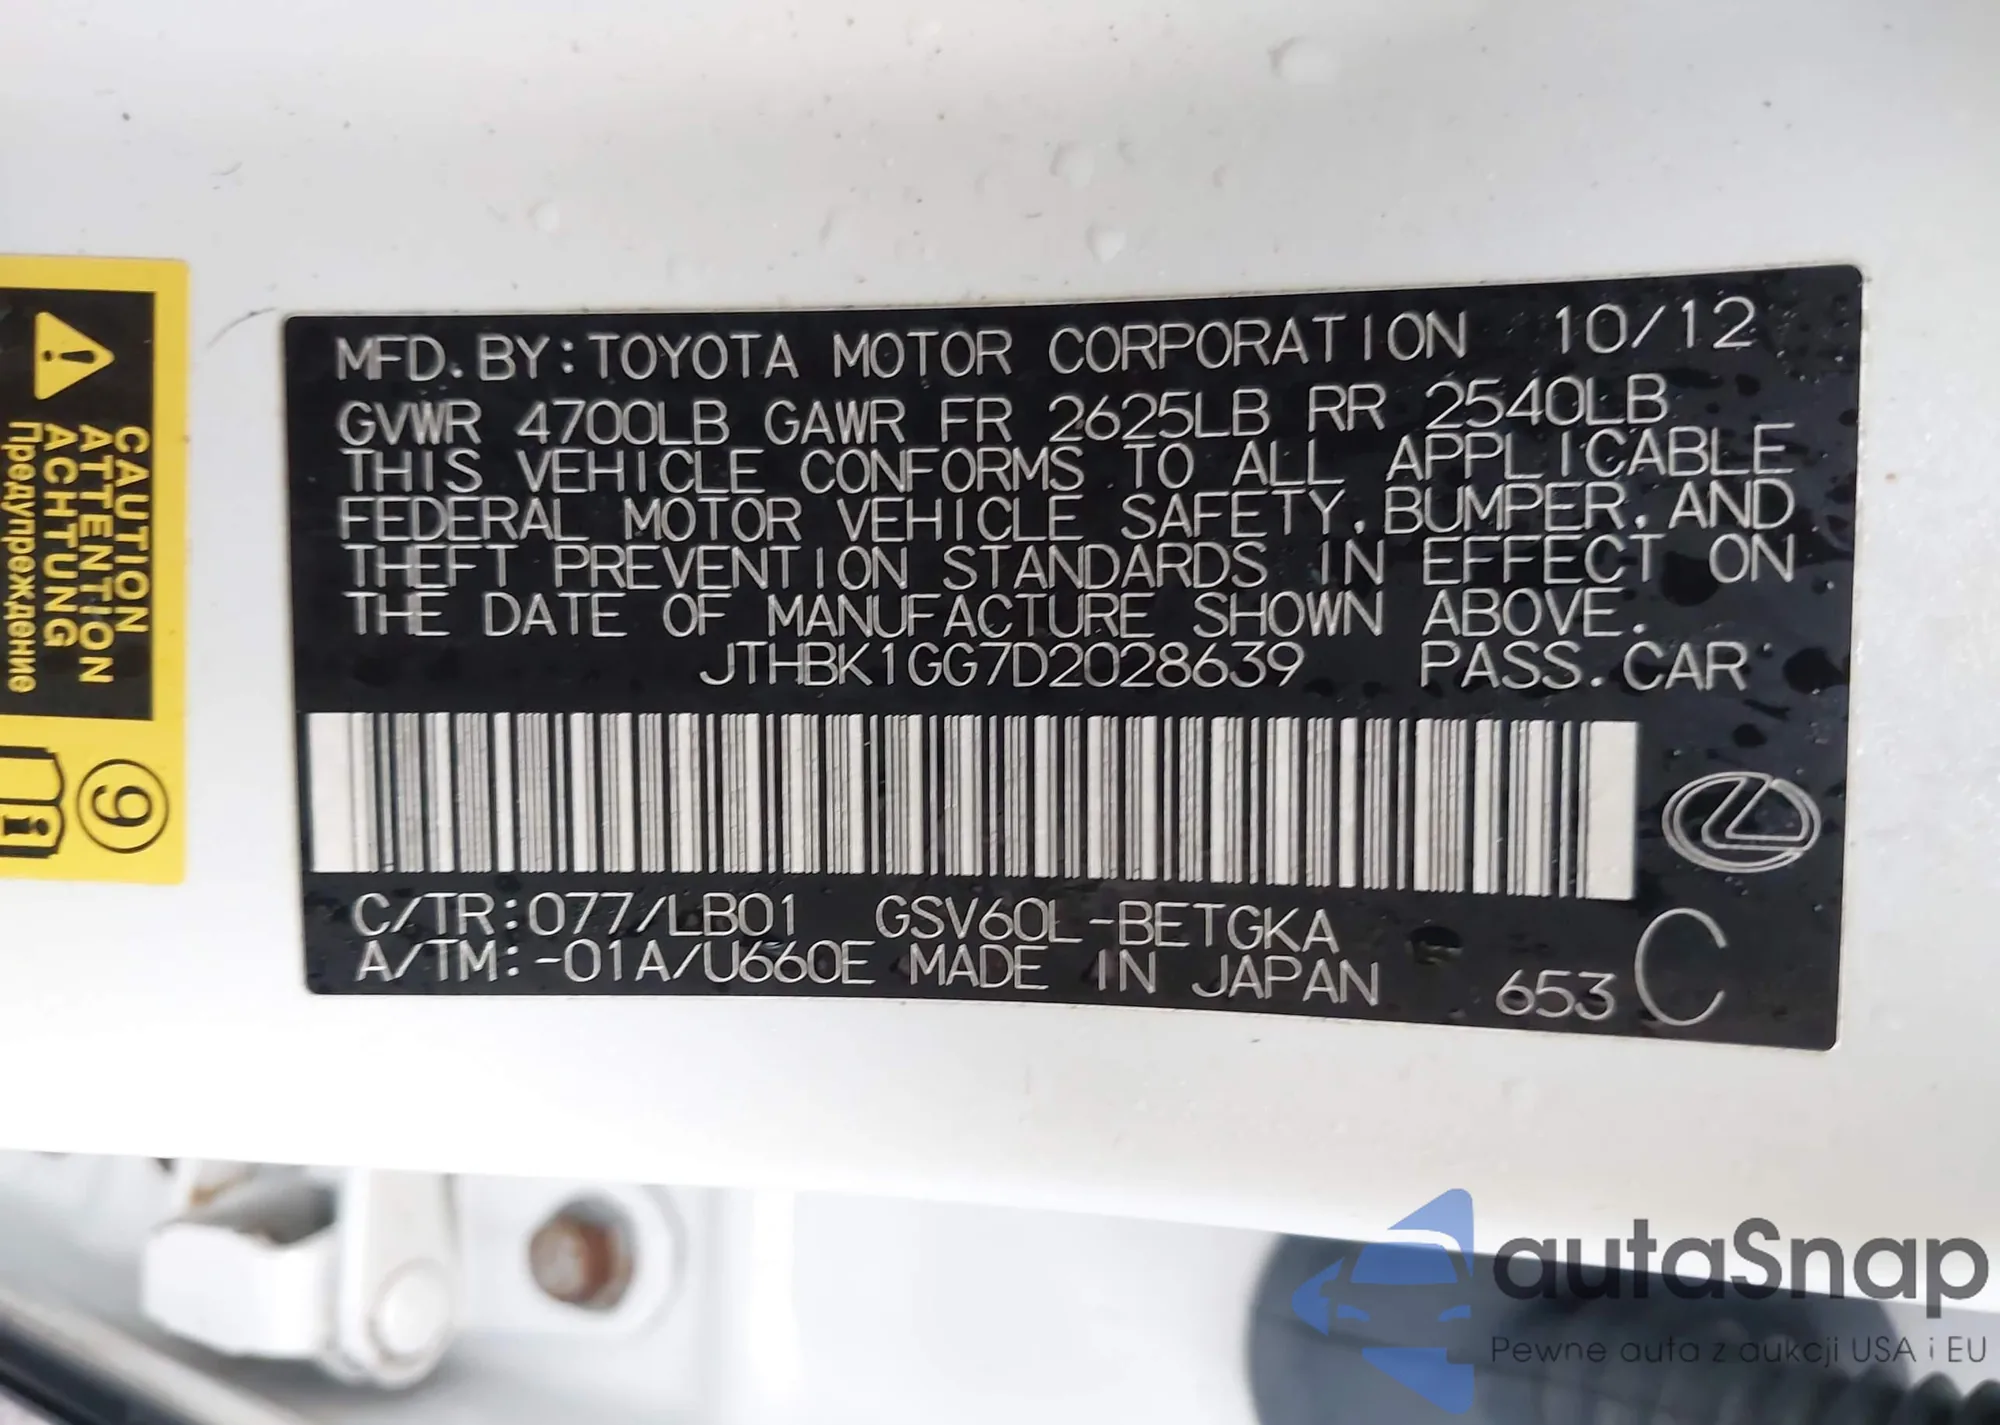 MFD. BY: TOYOTA MOTOR CORPORATION 10/12
GVWR 4700LB GAWR FR 2625LB RR 2540LB
THIS VEHICLE CONFORMS TO ALL APPLICABLE
FEDERAL MOTOR VEHICLE SAFETY, BUMPER, AND
THEFT PREVENTION STANDARDS IN EFFECT ON
THE DATE OF MANUFACTURE SHOWN ABOVE.
JTHBK1GG7D2028639 PASS. CAR
C/TR: 077/LB01 GSV60L-BETGKA
A/TM: -01A/U660E MADE IN JAPAN 653 C
CAUTION
ATTENTION
ACHTUNG
Предупреждение
9
autaSnap
Pewne auta z aukcji USA i EU